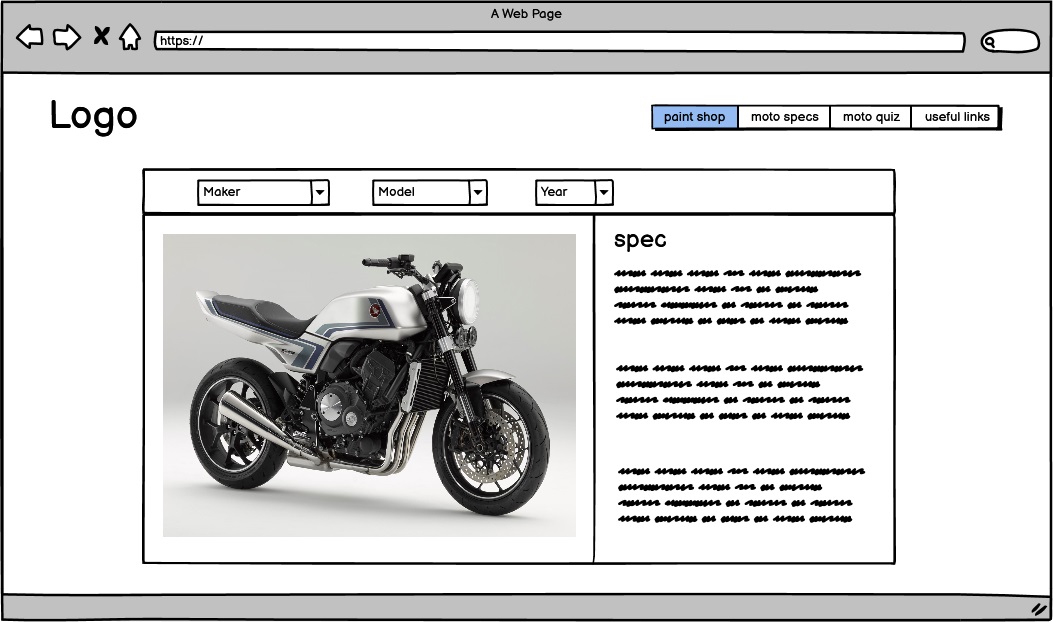 A Web Page
https://
Logo
paint shop
moto specs
moto quiz
useful links
Maker
Model
Year
spec